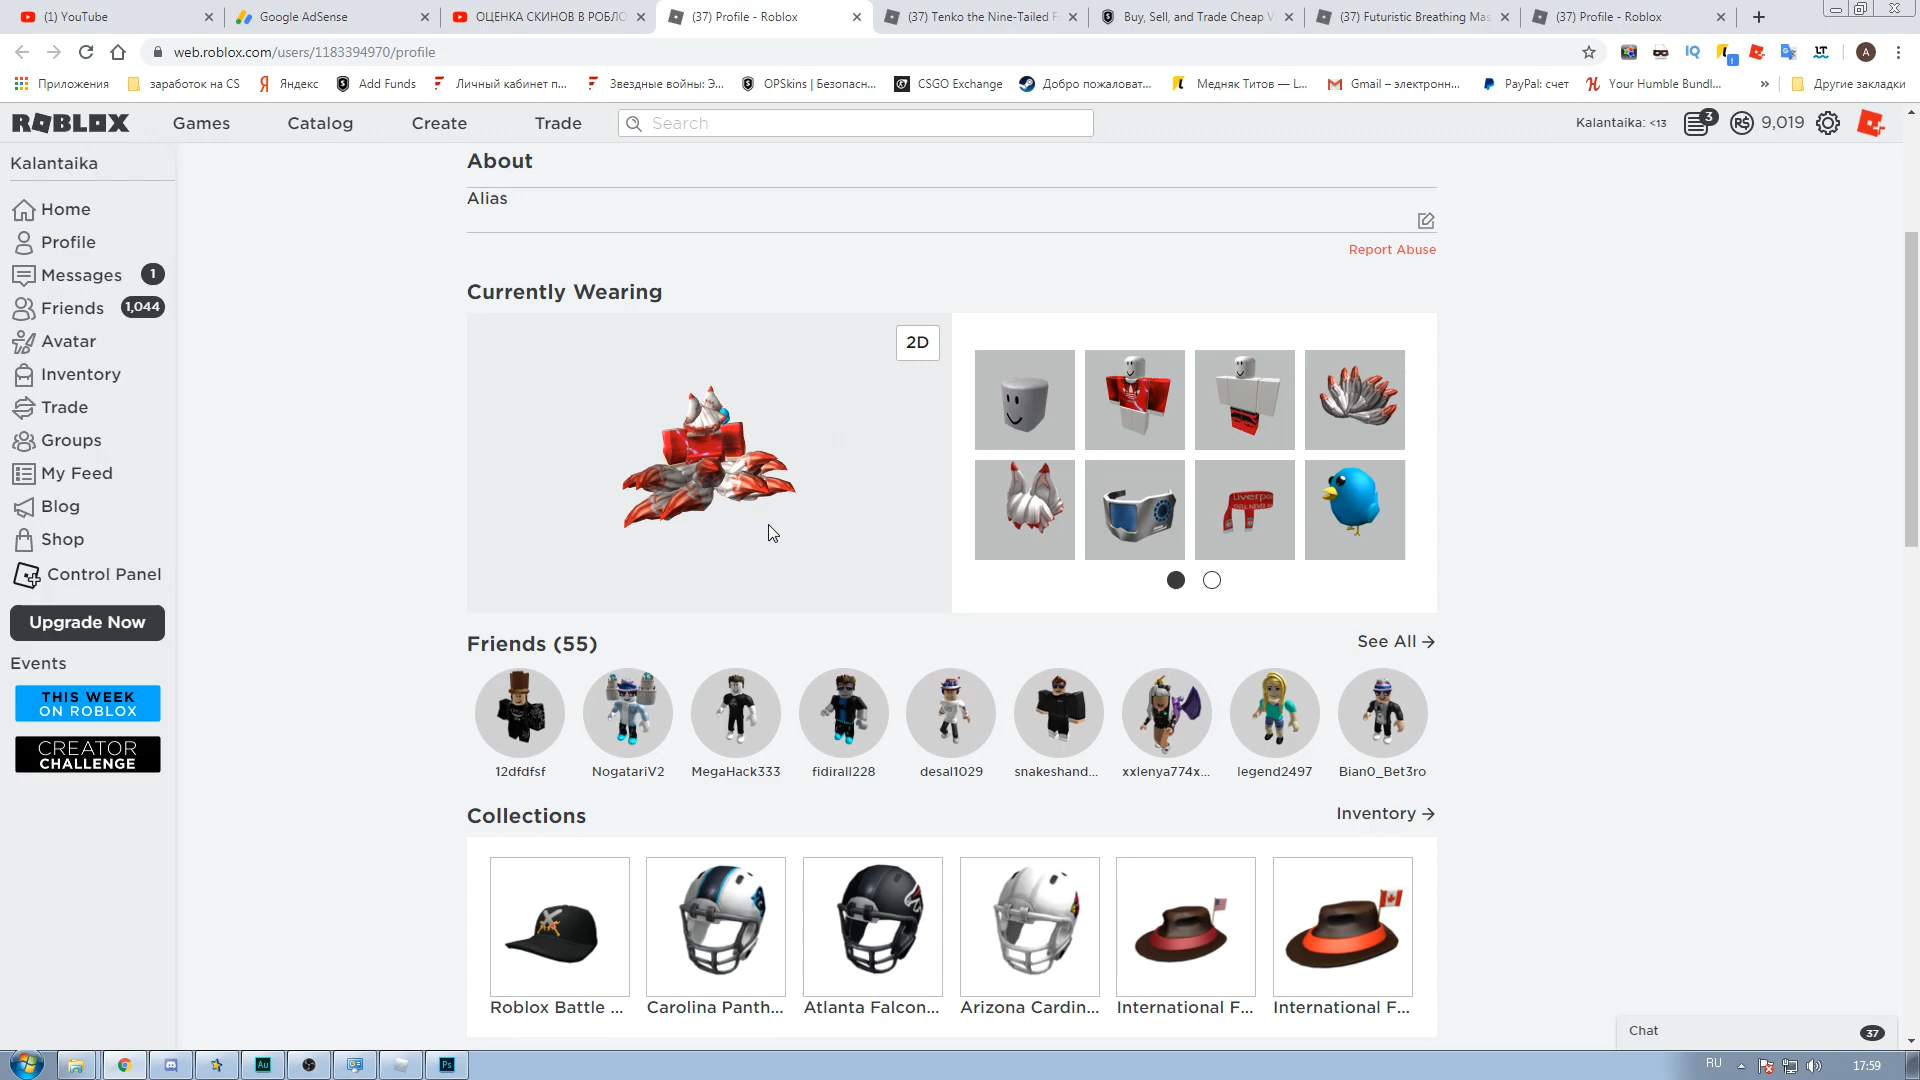 (1) YouTube
Google AdSense
ОЦЕНКА СКИНОВ В РОБЛО
(37) Profile - Roblox
(37) Tenko the Nine-Tailed F
Buy, Sell, and Trade Cheap V
(37) Futuristic Breathing Mas
(37) Profile - Roblox
web.roblox.com/users/1183394970/profile
Приложения
заработок на CS
Яндекс
Add Funds
Личный кабинет п...
Звездные войны: Э...
OPSkins | Безопасн...
CSGO Exchange
Добро пожаловат...
Медняк Титов — L...
Gmail – электронн...
PayPal: счет
Your Humble Bundl...
»
Другие закладки
ROBLOX
Games
Catalog
Create
Trade
Search
Kalantaika: <13
3
9,019
Kalantaika
Home
Profile
Messages 1
Friends 1,044
Avatar
Inventory
Trade
Groups
My Feed
Blog
Shop
Control Panel
Upgrade Now
Events
THIS WEEK
ON ROBLOX
CREATOR
CHALLENGE
About
Alias
Report Abuse
Currently Wearing
2D
Liverpo
Friends (55)
See All →
12dfdfsf
NogatariV2
MegaHack333
fidirall228
desal1029
snakeshand...
xxlenya774x...
legend2497
Bian0_Bet3ro
Collections
Inventory →
Roblox Battle ...
Carolina Panth...
Atlanta Falcon...
Arizona Cardin...
International F...
International F...
Chat
37
Au
Ps
RU
17:59